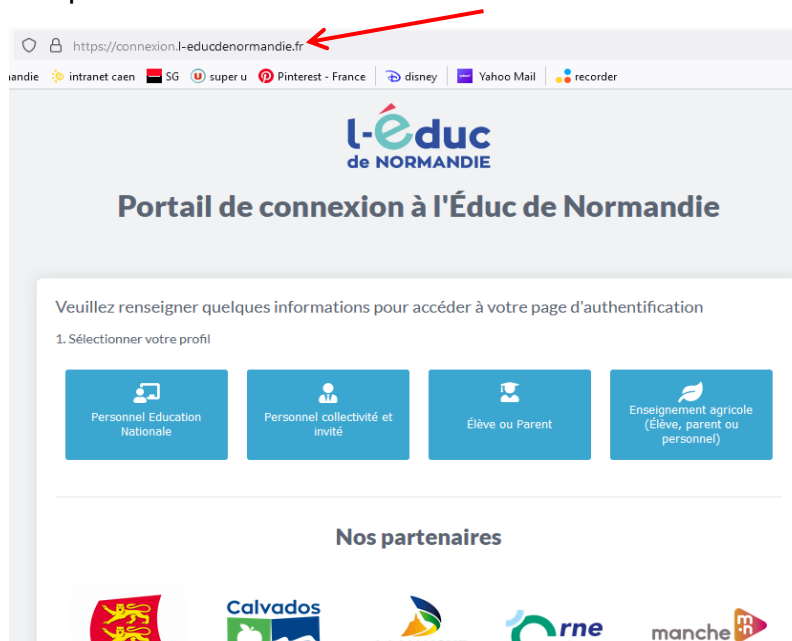 https://connexion.l-educdenormandie.fr
andie intranet caen SG super u Pinterest - France disney Yahoo Mail recorder
l-éduc
de NORMANDIE
Portail de connexion à l'Éduc de Normandie
Veuillez renseigner quelques informations pour accéder à votre page d'authentification
1. Sélectionner votre profil
Personnel Education
Nationale
Personnel collectivité et
invité
Élève ou Parent
Enseignement agricole
(Élève, parent ou
personnel)
Nos partenaires
Calvados
Orne
manche